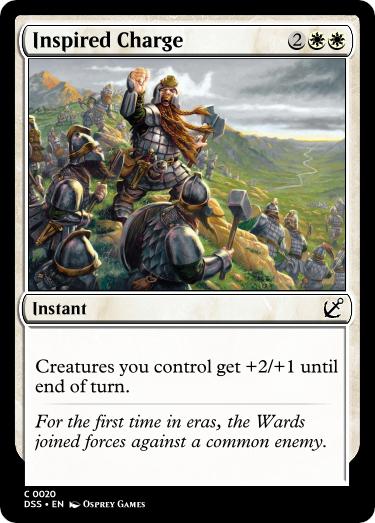 Inspired Charge 2
Instant
Creatures you control get +2/+1 until
end of turn.
For the first time in eras, the Wards
joined forces against a common enemy.
C 0020
DSS • EN Osprey Games